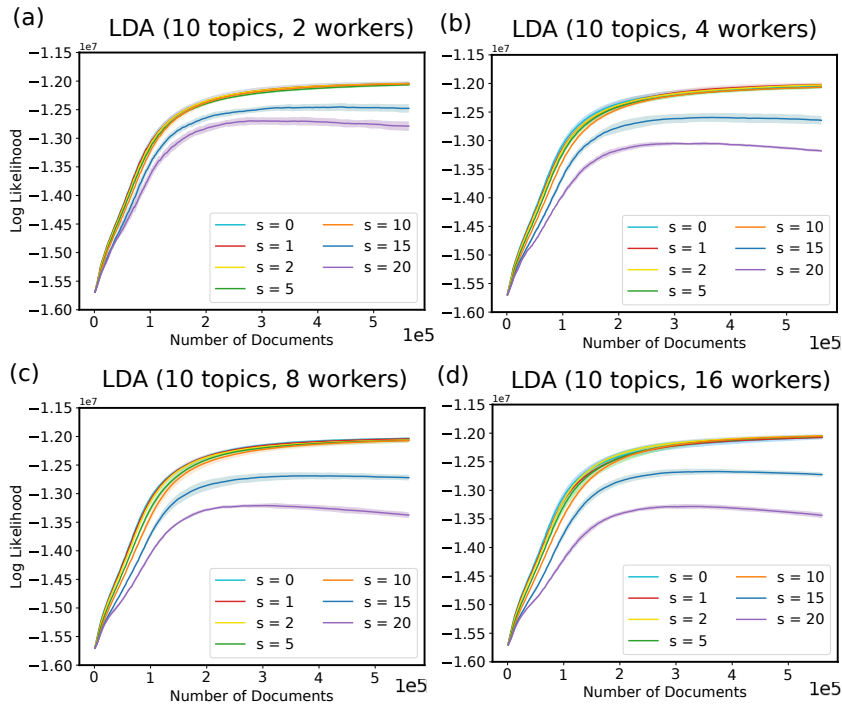 (a)
LDA (10 topics, 2 workers)
1e7
−1.15
−1.20
−1.25
−1.30
−1.35
−1.40
−1.45
−1.50
−1.55
−1.60
Log Likelihood
s = 0
s = 1
s = 2
s = 5
s = 10
s = 15
s = 20
0 1 2 3 4 5
Number of Documents
1e5
(b)
LDA (10 topics, 4 workers)
1e7
−1.15
−1.20
−1.25
−1.30
−1.35
−1.40
−1.45
−1.50
−1.55
−1.60
s = 0
s = 1
s = 2
s = 5
s = 10
s = 15
s = 20
0 1 2 3 4 5
Number of Documents
1e5
(c)
LDA (10 topics, 8 workers)
1e7
−1.15
−1.20
−1.25
−1.30
−1.35
−1.40
−1.45
−1.50
−1.55
−1.60
Log Likelihood
s = 0
s = 1
s = 2
s = 5
s = 10
s = 15
s = 20
0 1 2 3 4 5
Number of Documents
1e5
(d)
LDA (10 topics, 16 workers)
1e7
−1.15
−1.20
−1.25
−1.30
−1.35
−1.40
−1.45
−1.50
−1.55
−1.60
s = 0
s = 1
s = 2
s = 5
s = 10
s = 15
s = 20
0 1 2 3 4 5
Number of Documents
1e5